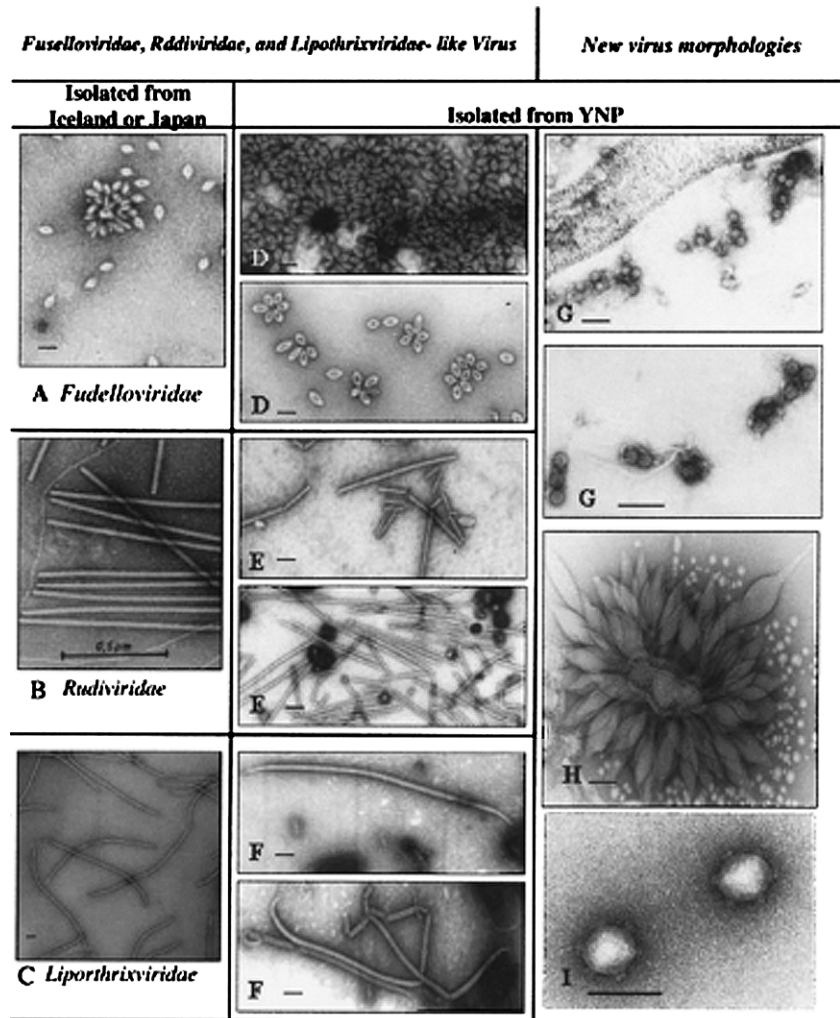 Fuselloviridae, Rddiviridae, and Lipothrixviridae- like Virus
New virus morphologies
Isolated from
Iceland or Japan
Isolated from YNP
A Fudelloviridae
D
D
G
G
B Rudiviridae
0,5µm
E
E
H
C Liporthrixviridae
F
F
I